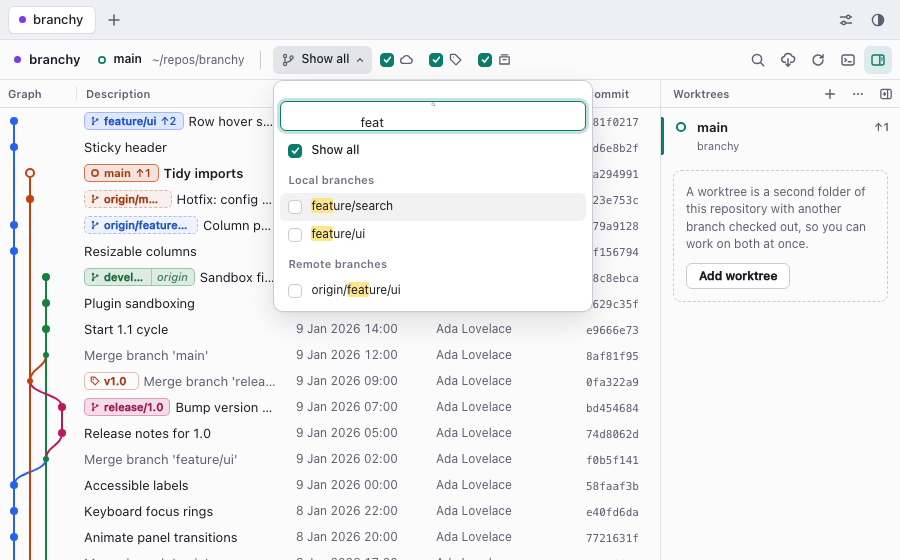 branchy
branchy main ~/repos/branchy Show all
Graph Description ommit Worktrees
feat
Show all
Local branches
feature/search
feature/ui
Remote branches
origin/feature/ui
feature/ui ↑2 Row hover s... 81f0217
Sticky header d6e8b2f
main ↑1 Tidy imports a294991
origin/m... Hotfix: config ... 23e753c
origin/feature... Column p... 79a9128
Resizable columns f156794
devel... origin Sandbox fi... 8c8ebca
Plugin sandboxing 629c35f
Start 1.1 cycle 9 Jan 2026 14:00 Ada Lovelace e9666e73
Merge branch 'main' 9 Jan 2026 12:00 Ada Lovelace 8af81f95
v1.0 Merge branch 'relea... 9 Jan 2026 09:00 Ada Lovelace 0fa322a9
release/1.0 Bump version ... 9 Jan 2026 07:00 Ada Lovelace bd454684
Release notes for 1.0 9 Jan 2026 05:00 Ada Lovelace 74d8062d
Merge branch 'feature/ui' 9 Jan 2026 02:00 Ada Lovelace f0b5f141
Accessible labels 9 Jan 2026 00:00 Ada Lovelace 58faaf3b
Keyboard focus rings 8 Jan 2026 22:00 Ada Lovelace e40fd6da
Animate panel transitions 8 Jan 2026 20:00 Ada Lovelace 7721631f
main ↑1
branchy
A worktree is a second folder of
this repository with another
branch checked out, so you can
work on both at once.
Add worktree